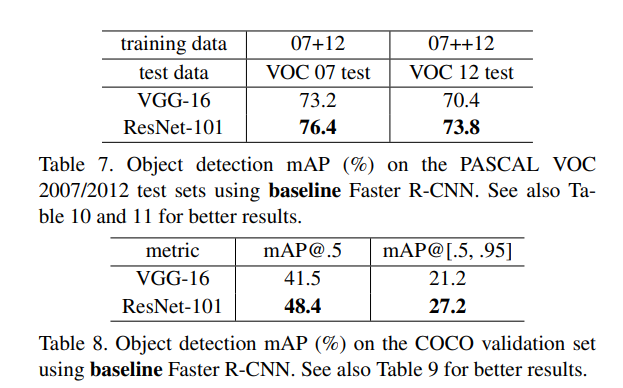 training data 07+12 07++12
test data VOC 07 test VOC 12 test
VGG-16 73.2 70.4
ResNet-101 76.4 73.8
Table 7. Object detection mAP (%) on the PASCAL VOC
2007/2012 test sets using baseline Faster R-CNN. See also Ta-
ble 10 and 11 for better results.
metric mAP@.5 mAP@[.5, .95]
VGG-16 41.5 21.2
ResNet-101 48.4 27.2
Table 8. Object detection mAP (%) on the COCO validation set
using baseline Faster R-CNN. See also Table 9 for better results.